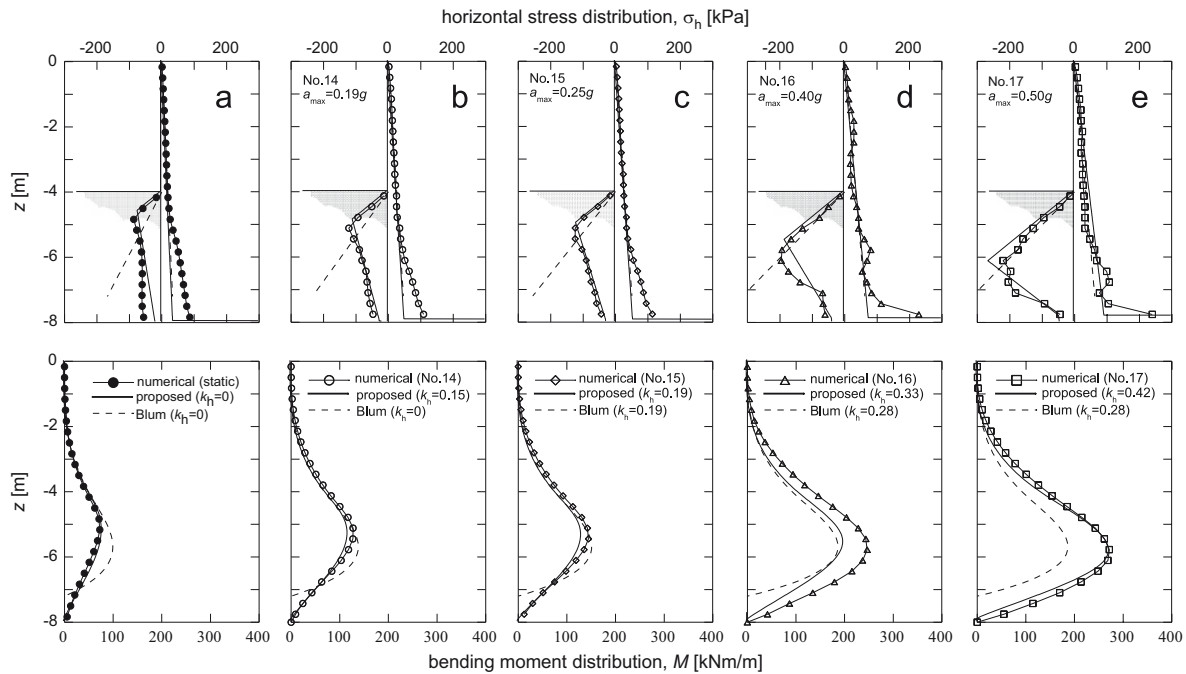 horizontal stress distribution, σh [kPa]
-200 0 200 -200 0 200 -200 0 200 -200 0 200 -200 0 200
0
-2
-4
-6
-8
z [m]
a
No.14
amax=0.19g
b
No.15
amax=0.25g
c
No.16
amax=0.40g
d
No.17
amax=0.50g
e
0
-2
-4
-6
-8
z [m]
numerical (static)
proposed (kh=0)
Blum (kh=0)
numerical (No.14)
proposed (kh=0.15)
Blum (kh=0)
numerical (No.15)
proposed (kh=0.19)
Blum (kh=0.19)
numerical (No.16)
proposed (kh=0.33)
Blum (kh=0.28)
numerical (No.17)
proposed (kh=0.42)
Blum (kh=0.28)
0 100 200 300 400 0 100 200 300 400 0 100 200 300 400 0 100 200 300 400 0 100 200 300 400
bending moment distribution, M [kNm/m]